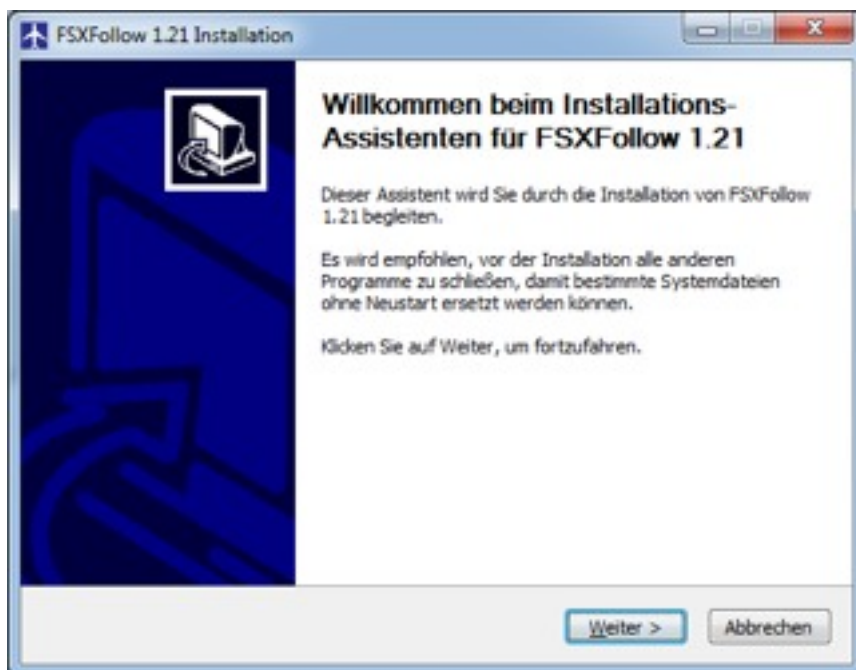 FSXFollow 1.21 Installation
Willkommen beim Installations-
Assistenten für FSXFollow 1.21
Dieser Assistent wird Sie durch die Installation von FSXFollow
1.21 begleiten.
Es wird empfohlen, vor der Installation alle anderen
Programme zu schließen, damit bestimmte Systemdateien
ohne Neustart ersetzt werden können.
Klicken Sie auf Weiter, um fortzufahren.
Weiter >
Abbrechen